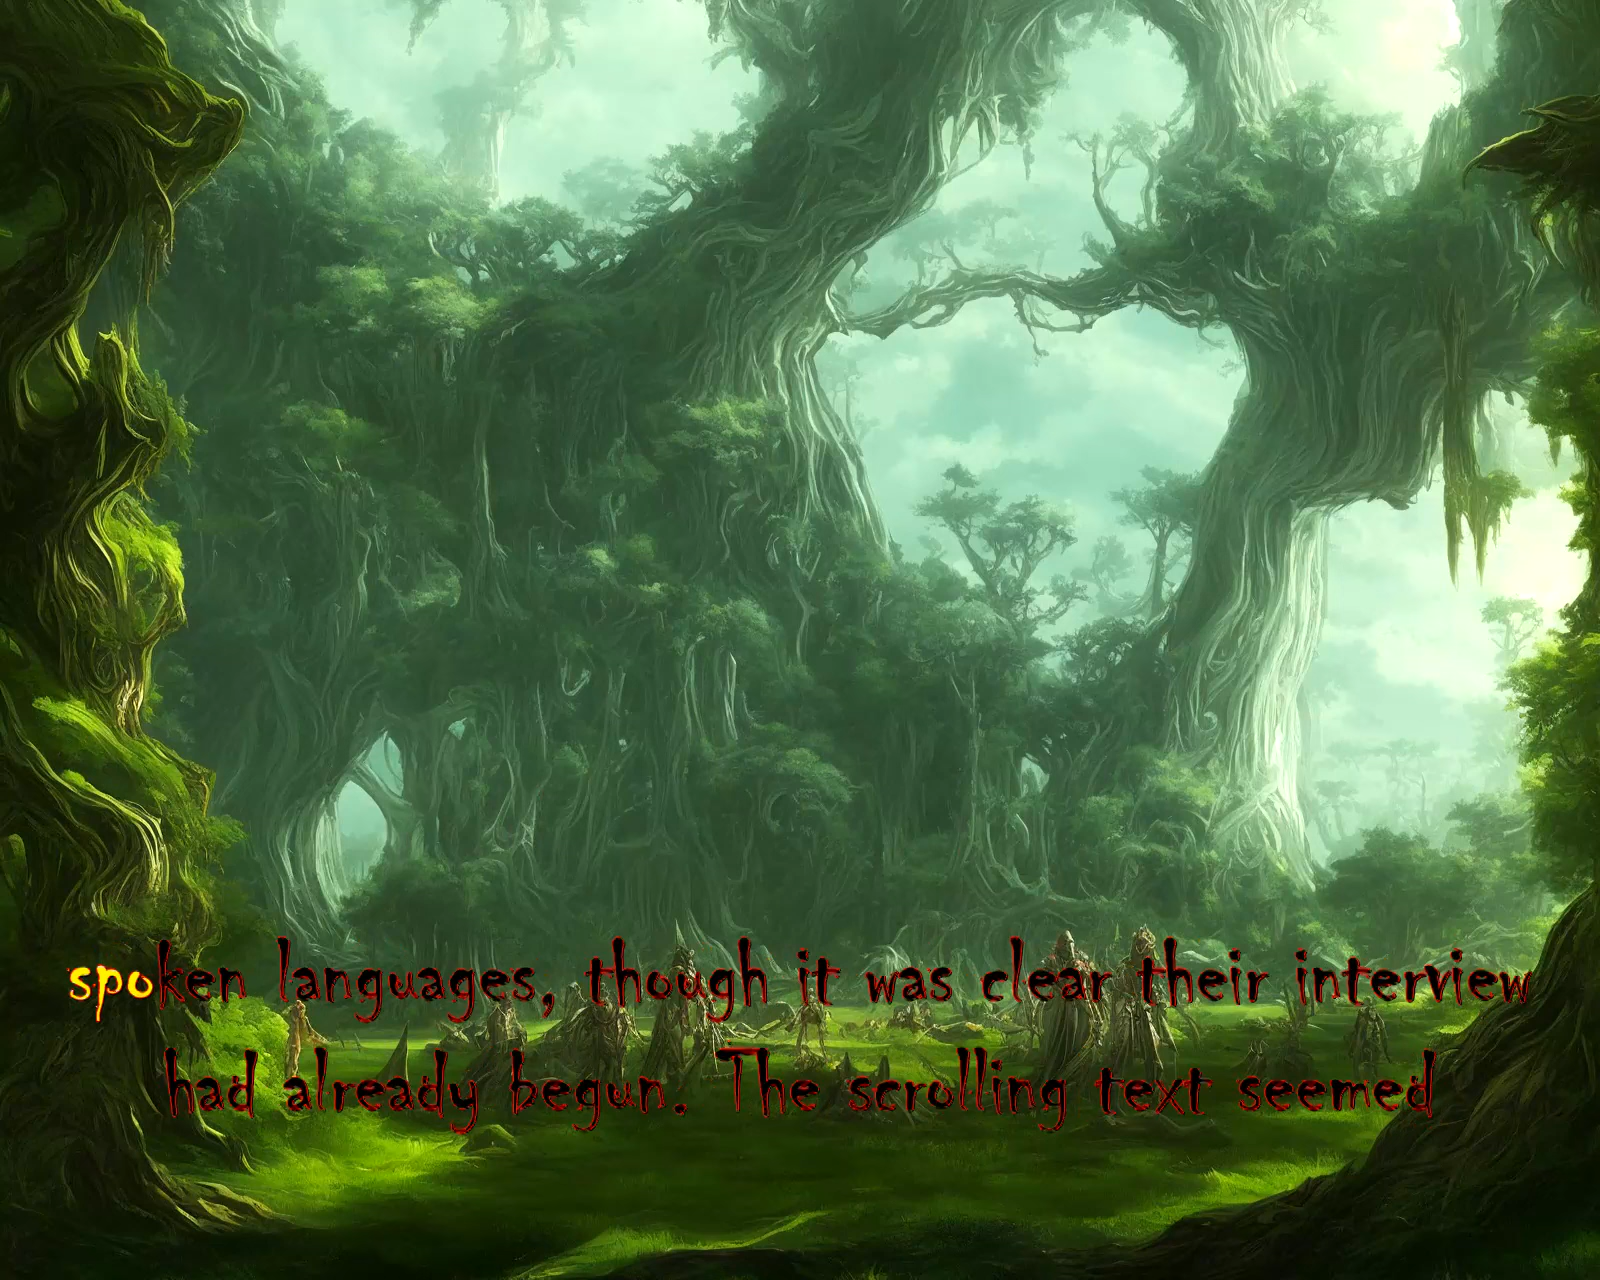 spoken languages, though it was clear their interview
had already begun. The scrolling text seemed